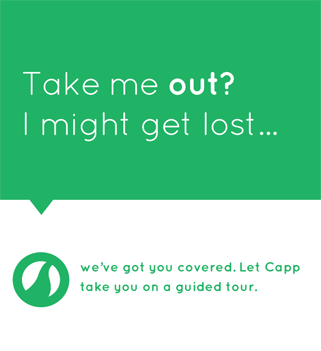 Take me out?
I might get lost...
we've got you covered. Let Capp
take you on a guided tour.